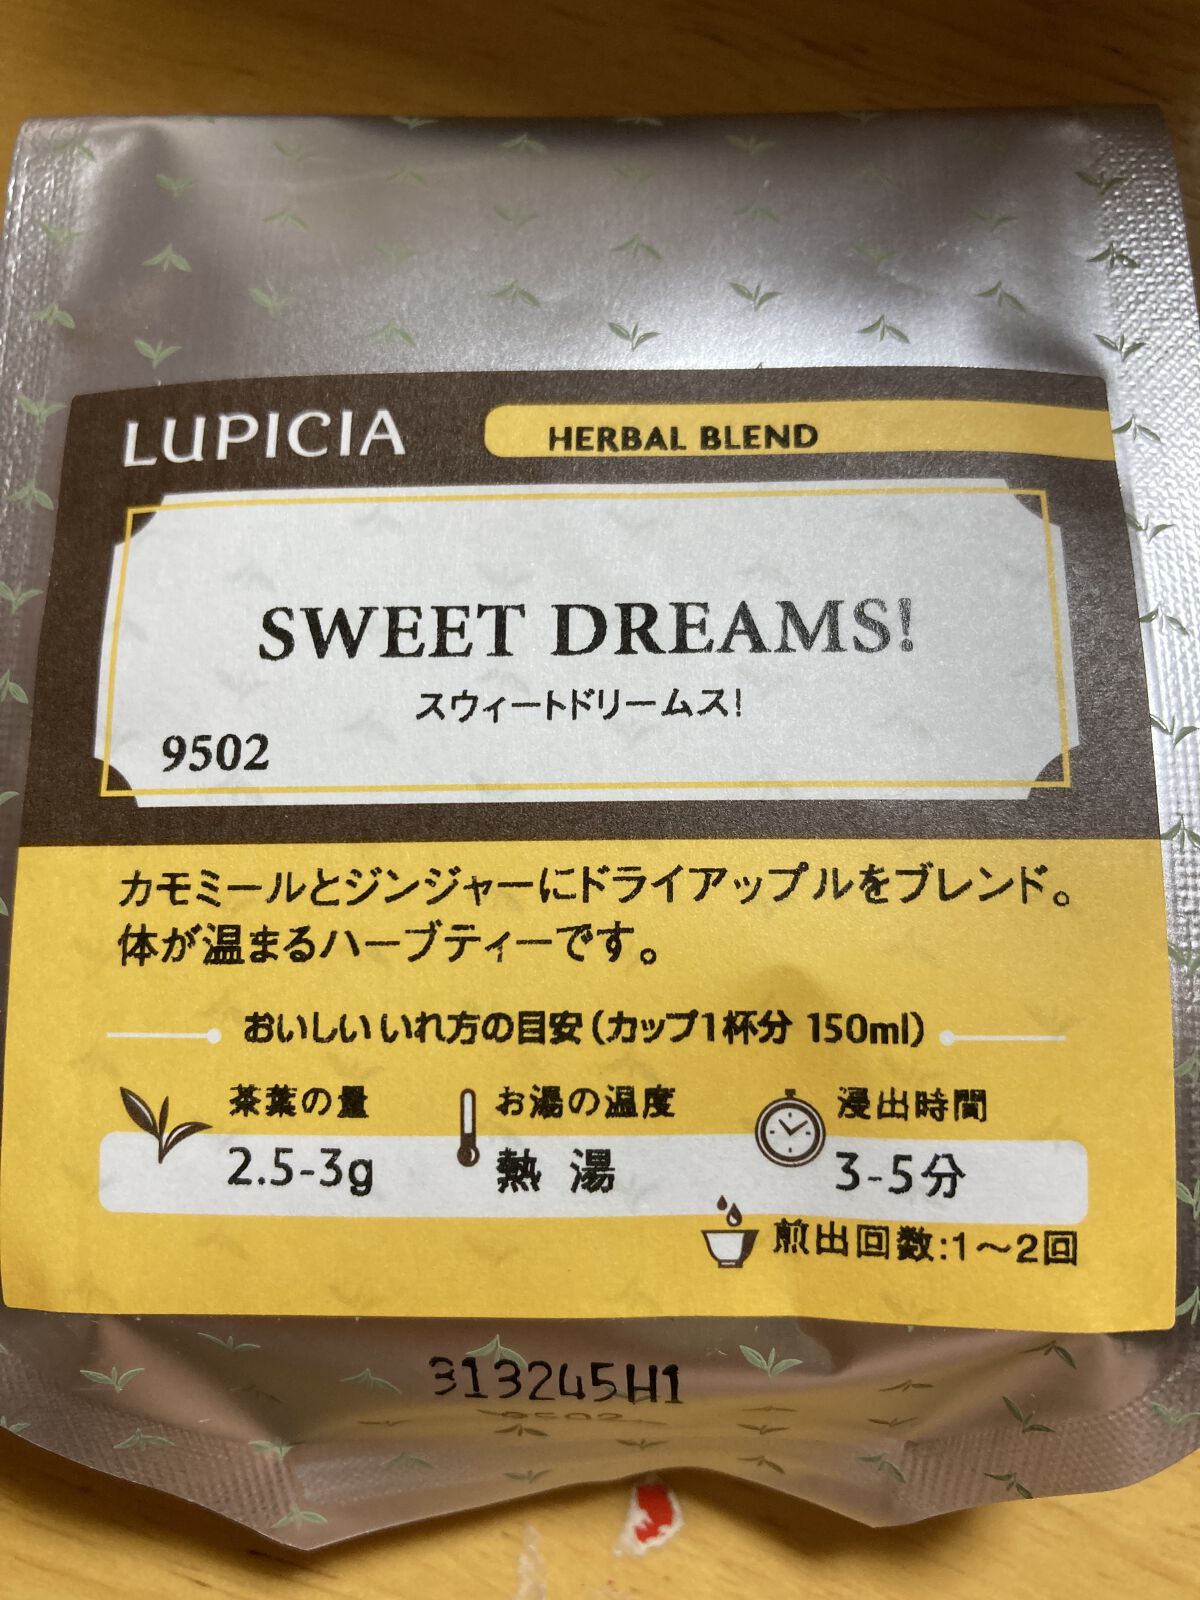 LUPICIA
HERBAL BLEND
SWEET DREAMS!
スウィートドリームス!
9502
カモミールとジンジャーにドライアップルをブレンド。
体が温まるハーブティーです。
おいしいいれ方の目安(カップ1杯分 150ml)
茶葉の量 お湯の温度 浸出時間
2.5-3g 熱湯 3-5分
煎出回数:1〜2回
313245H1